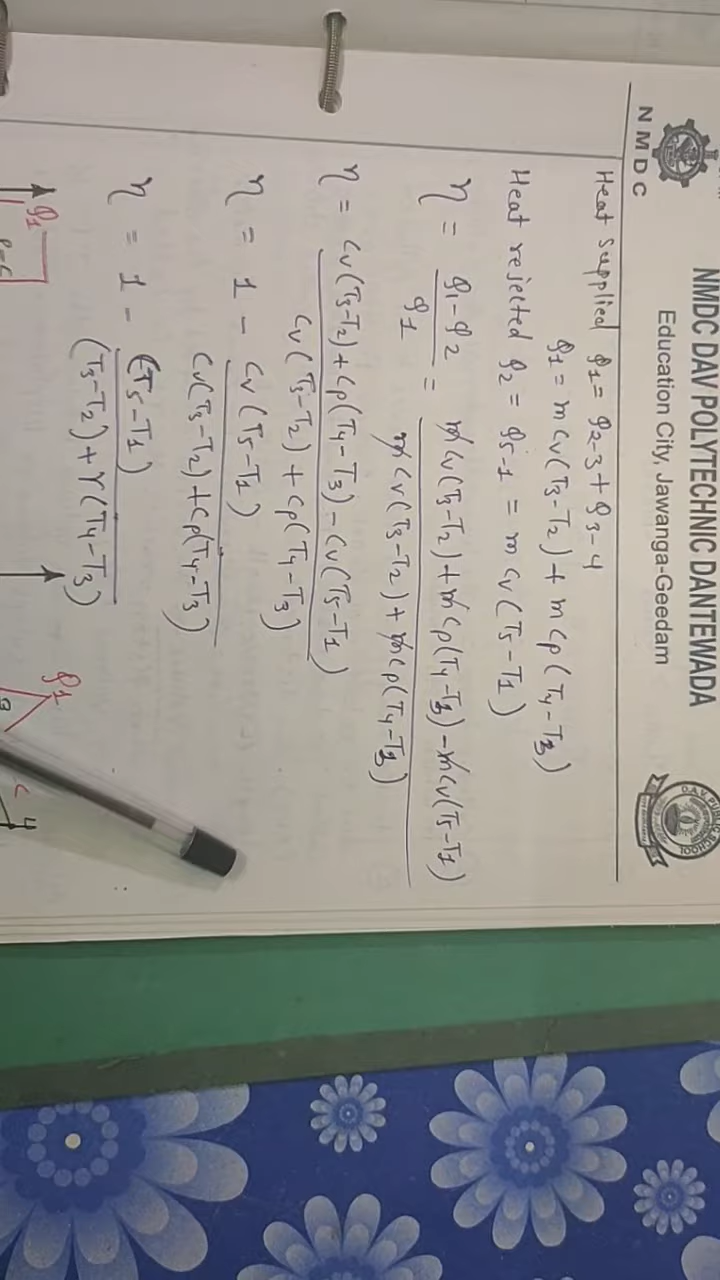 NMDC DAV POLYTECHNIC DANTEWADA
Education City, Jawanga-Geedam
NMDC
Heat supplied Q1 = Q2-3 + Q3-4
Q1 = m Cv (T3-T2) + m Cp (T4-T3)
Heat rejected Q2 = Q5-1 = m Cv (T5-T1)
η = Q1-Q2 / Q1 = m Cv (T3-T2) + m Cp (T4-T3) - m Cv (T5-T1) / m Cv (T3-T2) + m Cp (T4-T3)
η = Cv (T3-T2) + Cp (T4-T3) - Cv (T5-T1) / Cv (T3-T2) + Cp (T4-T3)
η = 1 - Cv (T5-T1) / Cv (T3-T2) + Cp (T4-T3)
η = 1 - (T5-T1) / (T3-T2) + γ (T4-T3)
Q1
P=C
Q1
3
C
4